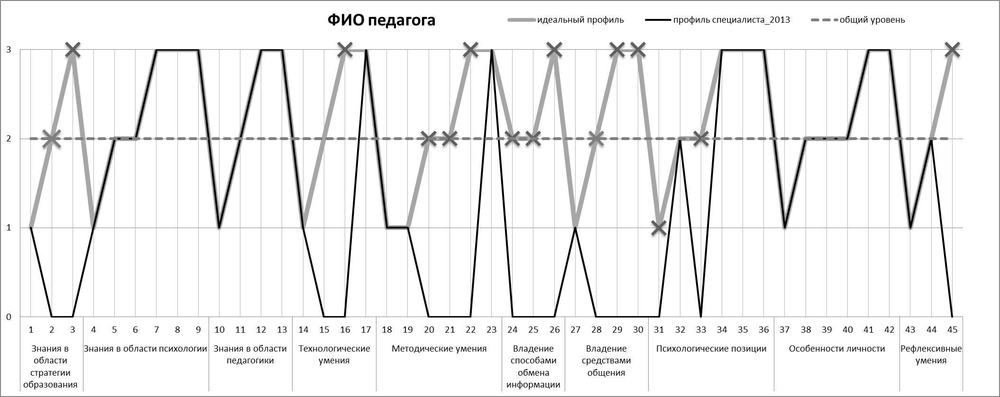 ФИО педагога
идеальный профиль
профиль специалиста_2013
общий уровень
3
2
1
0
1 2 3 4 5 6 7 8 9 10 11 12 13 14 15 16 17 18 19 20 21 22 23 24 25 26 27 28 29 30 31 32 33 34 35 36 37 38 39 40 41 42 43 44 45
Знания в
области
стратегии
образования
Знания в области психологии
Знания в области
педагогики
Технологические
умения
Методические умения
Владение
способами
обмена
информации
Владение
средствами
общения
Психологические позиции
Особенности личности
Рефлексивные
умения